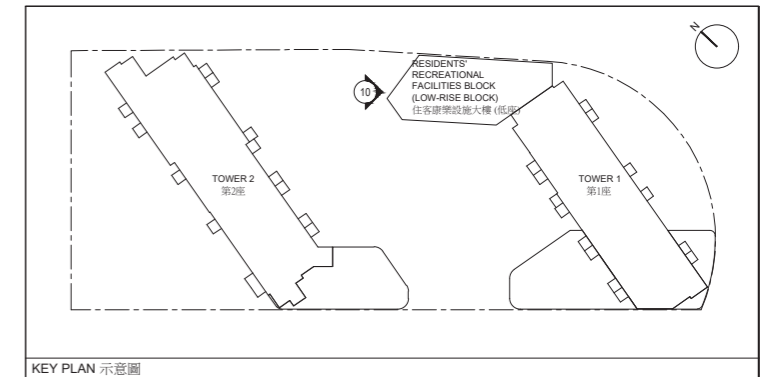 N
RESIDENTS'
RECREATIONAL
FACILITIES BLOCK
(LOW-RISE BLOCK)
住客康樂設施大樓 (低座)
10
TOWER 2
第2座
TOWER 1
第1座
KEY PLAN 示意圖